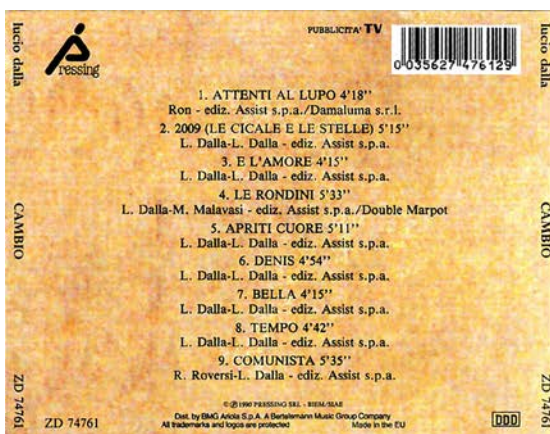 lucio dalla
CAMBIO
ZD 74761
Pressing
PUBBLICITA' TV
0 035627 476129
1. ATTENTI AL LUPO 4'18''
Ron - ediz. Assist s.p.a./Damaluma s.r.l.
2. 2009 (LE CICALE E LE STELLE) 5'15''
L. Dalla-L. Dalla - ediz. Assist s.p.a.
3. E L'AMORE 4'15''
L. Dalla-L. Dalla - ediz. Assist s.p.a.
4. LE RONDINI 5'33''
L. Dalla-M. Malavasi - ediz. Assist s.p.a./Double Marpot
5. APRITI CUORE 5'11''
L. Dalla-L. Dalla - ediz. Assist s.p.a.
6. DENIS 4'54''
L. Dalla-L. Dalla - ediz. Assist s.p.a.
7. BELLA 4'15''
L. Dalla-L. Dalla - ediz. Assist s.p.a.
8. TEMPO 4'42''
L. Dalla-L. Dalla - ediz. Assist s.p.a.
9. COMUNISTA 5'35''
R. Roversi-L. Dalla - ediz. Assist s.p.a.
© ℗ 1990 PRESSING SRL - BIEM/SIAE
ZD 74761
Dist. by BMG Ariola S.p.A. A Bertelsmann Music Group Company
All trademarks and logos are protected Made in the EU
DDD
lucio dalla
CAMBIO
ZD 74761